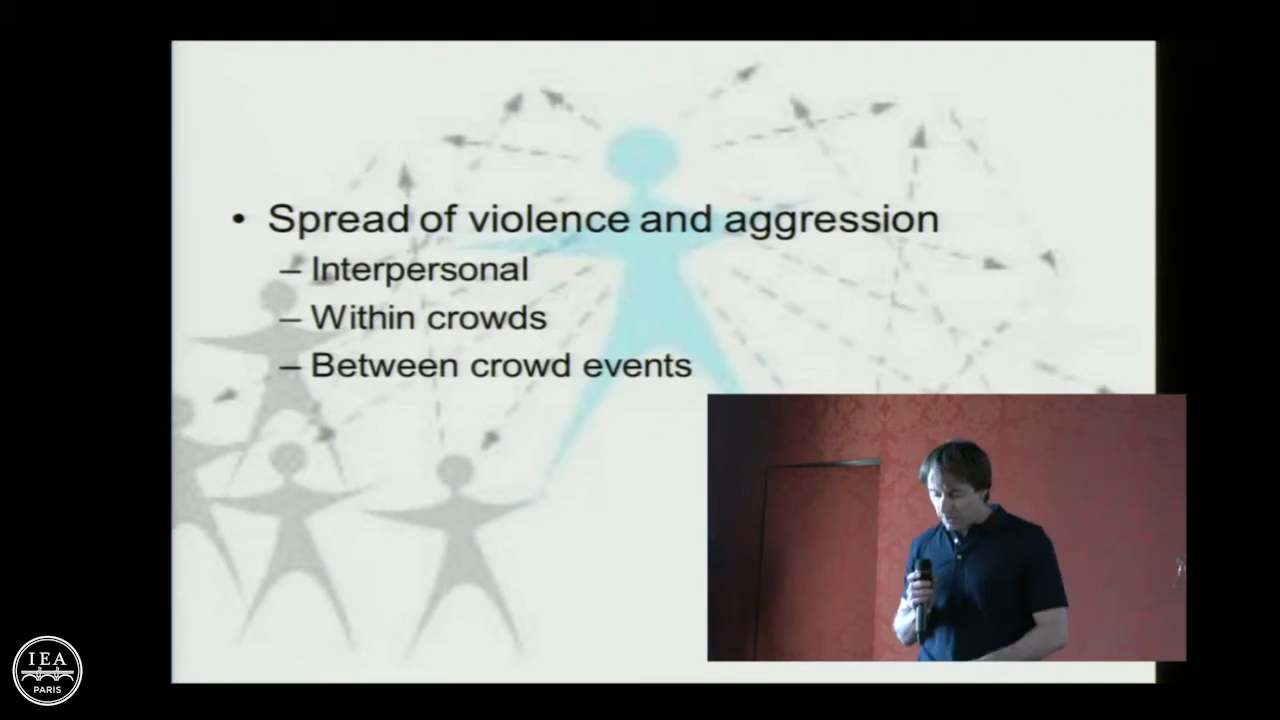 • Spread of violence and aggression
– Interpersonal
– Within crowds
– Between crowd events
IEA
PARIS